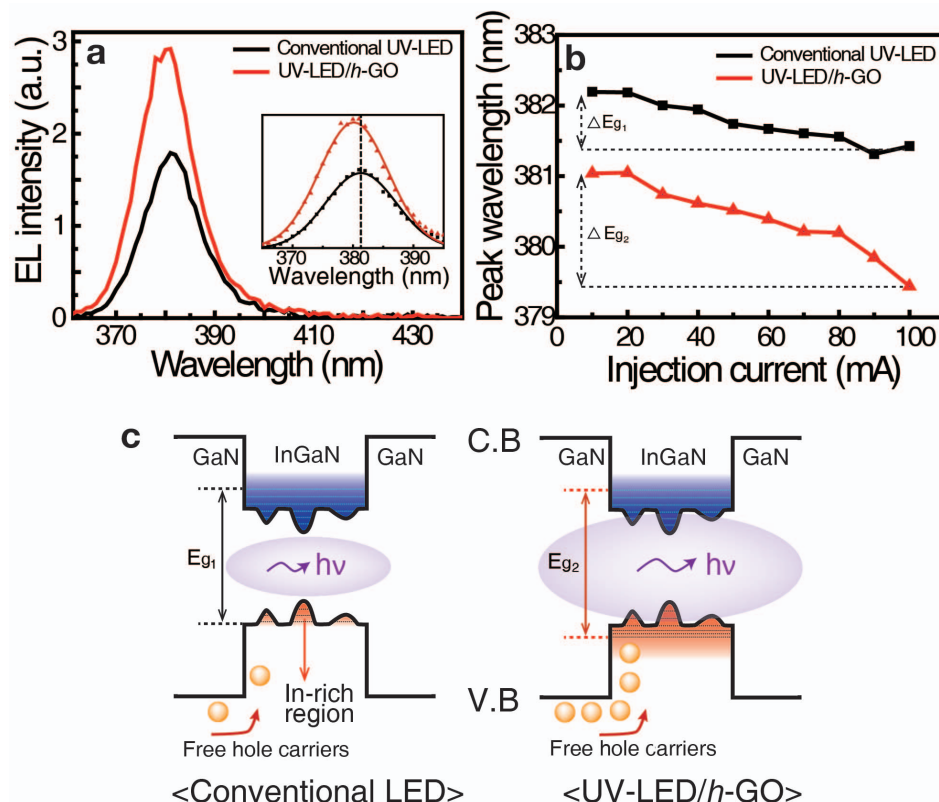 a
Conventional UV-LED
UV-LED/h-GO
EL intensity (a.u.)
3
2
1
0
370 390 410 430
Wavelength (nm)
370 380 390
Wavelength (nm)
b
Conventional UV-LED
UV-LED/h-GO
Peak wavelength (nm)
383
382
381
380
379
△Eg₁
△Eg₂
0 20 40 60 80 100
Injection current (mA)
c
GaN InGaN GaN
Eg₁
hν
In-rich
region
Free hole carriers
<Conventional LED>
C.B
V.B
GaN InGaN GaN
Eg₂
hν
Free hole carriers
<UV-LED/h-GO>